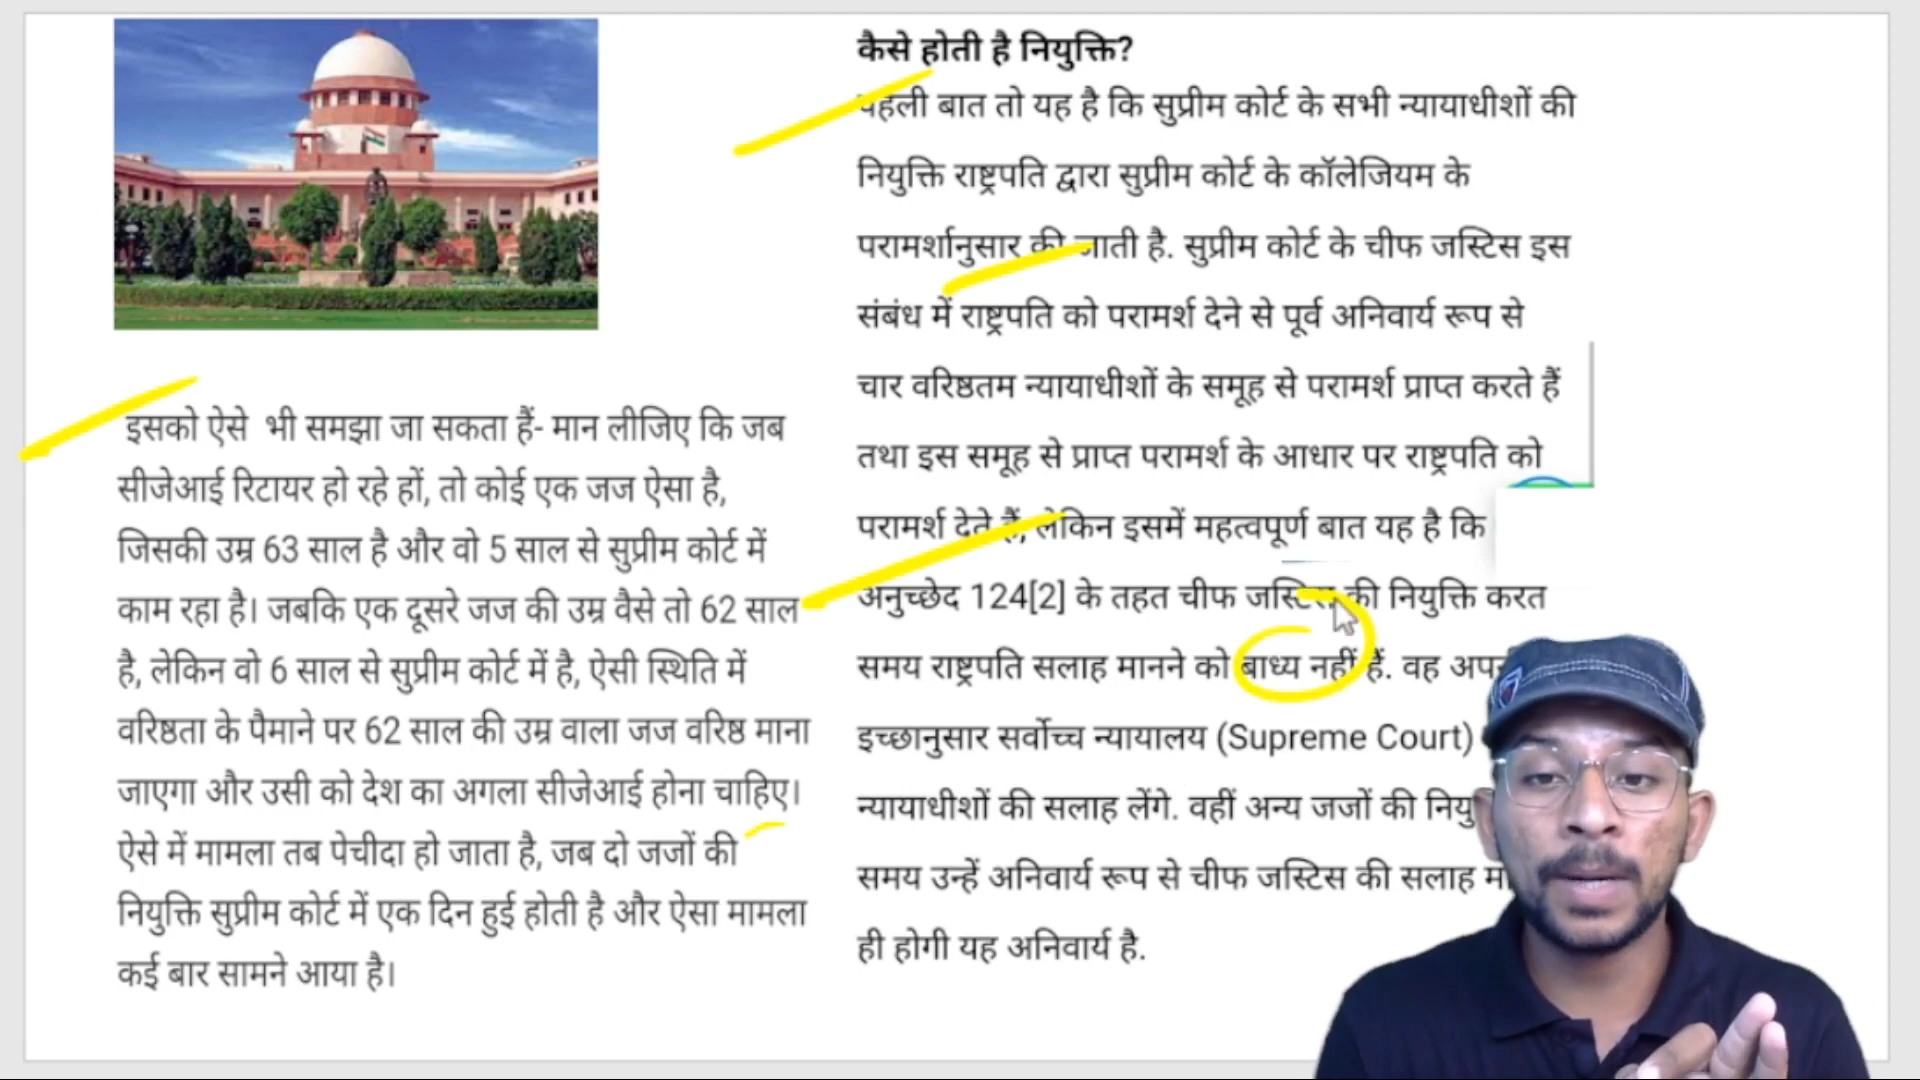 इसको ऐसे भी समझा जा सकता हैं- मान लीजिए कि जब
सीजेआई रिटायर हो रहे हों, तो कोई एक जज ऐसा है,
जिसकी उम्र 63 साल है और वो 5 साल से सुप्रीम कोर्ट में
काम रहा है। जबकि एक दूसरे जज की उम्र वैसे तो 62 साल
है, लेकिन वो 6 साल से सुप्रीम कोर्ट में है, ऐसी स्थिति में
वरिष्ठता के पैमाने पर 62 साल की उम्र वाला जज वरिष्ठ माना
जाएगा और उसी को देश का अगला सीजेआई होना चाहिए।
ऐसे में मामला तब पेचीदा हो जाता है, जब दो जजों की
नियुक्ति सुप्रीम कोर्ट में एक दिन हुई होती है और ऐसा मामला
कई बार सामने आया है।
कैसे होती है नियुक्ति?
पहली बात तो यह है कि सुप्रीम कोर्ट के सभी न्यायाधीशों की
नियुक्ति राष्ट्रपति द्वारा सुप्रीम कोर्ट के कॉलेजियम के
परामर्शानुसार की जाती है. सुप्रीम कोर्ट के चीफ जस्टिस इस
संबंध में राष्ट्रपति को परामर्श देने से पूर्व अनिवार्य रूप से
चार वरिष्ठतम न्यायाधीशों के समूह से परामर्श प्राप्त करते हैं
तथा इस समूह से प्राप्त परामर्श के आधार पर राष्ट्रपति को
परामर्श देते हैं, लेकिन इसमें महत्वपूर्ण बात यह है कि
अनुच्छेद 124[2] के तहत चीफ जस्टिस की नियुक्ति करत
समय राष्ट्रपति सलाह मानने को बाध्य नहीं हैं. वह
इच्छानुसार सर्वोच्च न्यायालय (Supreme Court)
न्यायाधीशों की सलाह लेंगे. वहीं अन्य जजों की
समय उन्हें अनिवार्य रूप से चीफ जस्टिस की सलाह
ही होगी यह अनिवार्य है.